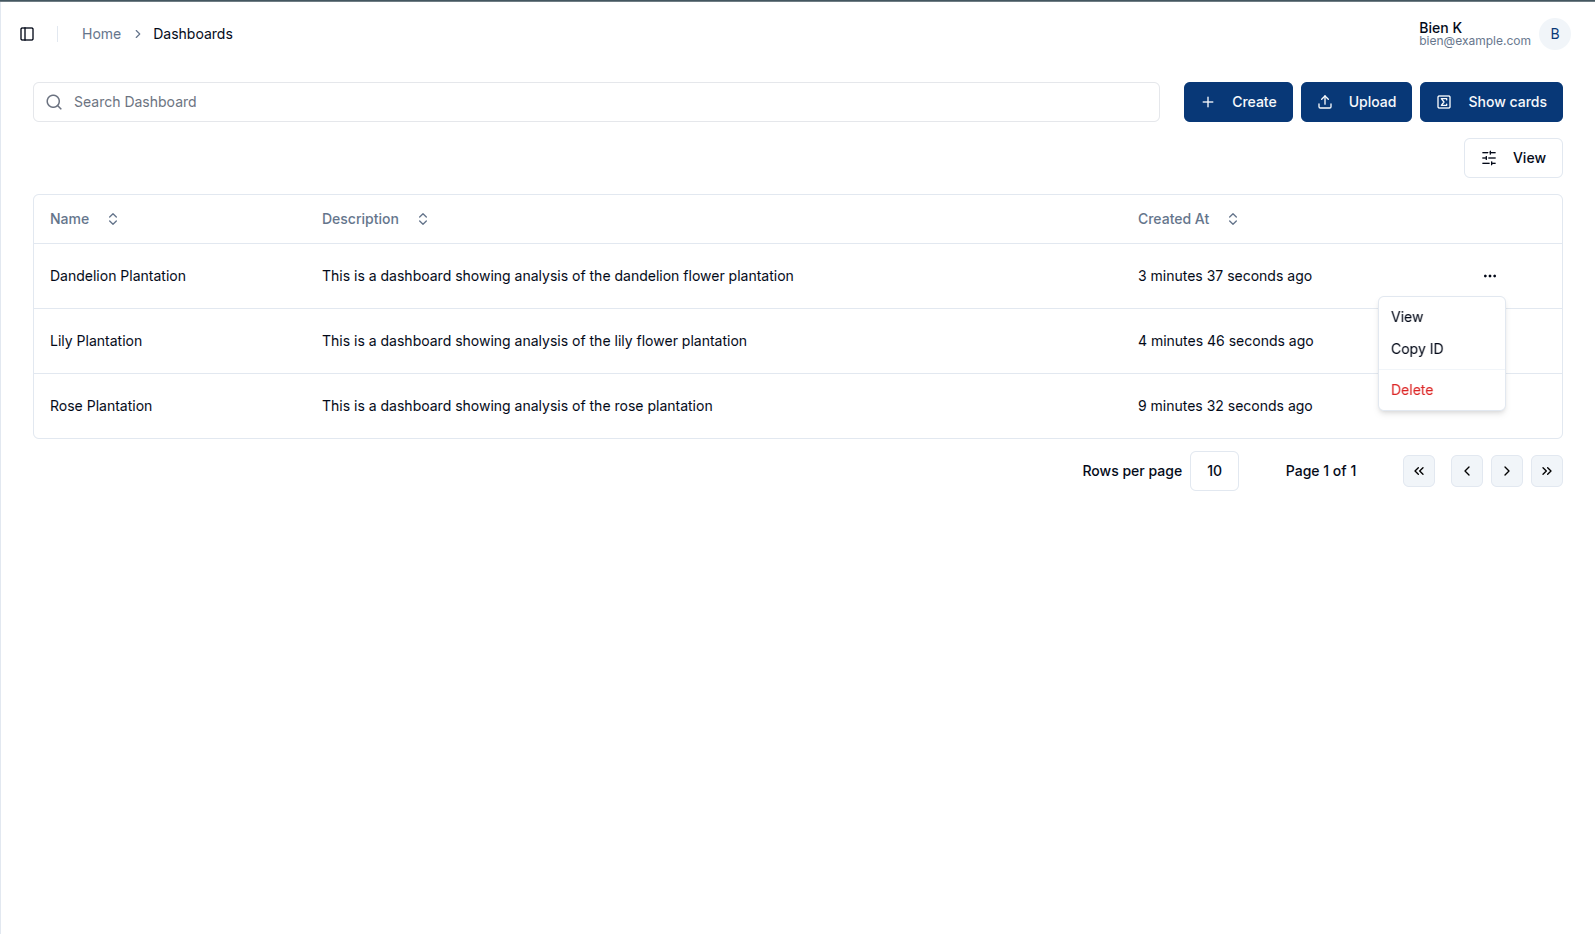 Home > Dashboards
Bien K
bien@example.com
B
Search Dashboard
Create
Upload
Show cards
View
Name Description Created At
Dandelion Plantation This is a dashboard showing analysis of the dandelion flower plantation 3 minutes 37 seconds ago
View
Lily Plantation This is a dashboard showing analysis of the lily flower plantation 4 minutes 46 seconds ago
Copy ID
Delete
Rose Plantation This is a dashboard showing analysis of the rose plantation 9 minutes 32 seconds ago
Rows per page 10 Page 1 of 1